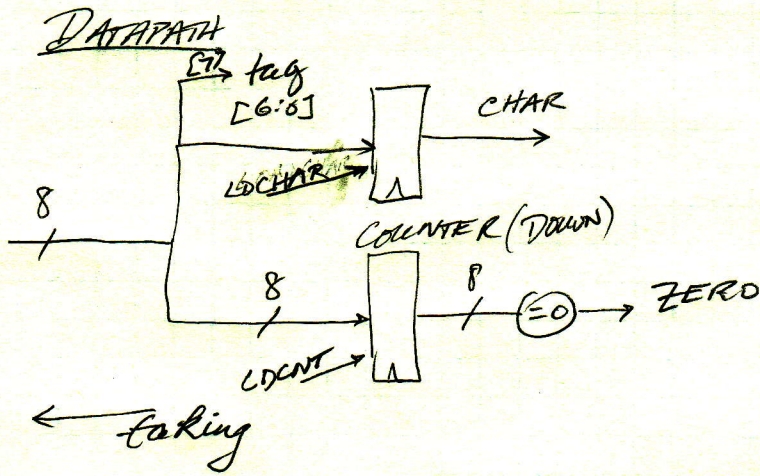 DATAPATH
[7] tag
[6:0]
CHAR
LDCHAR
8
COUNTER (DOWN)
8
8
=0
ZERO
LDCNT
taking